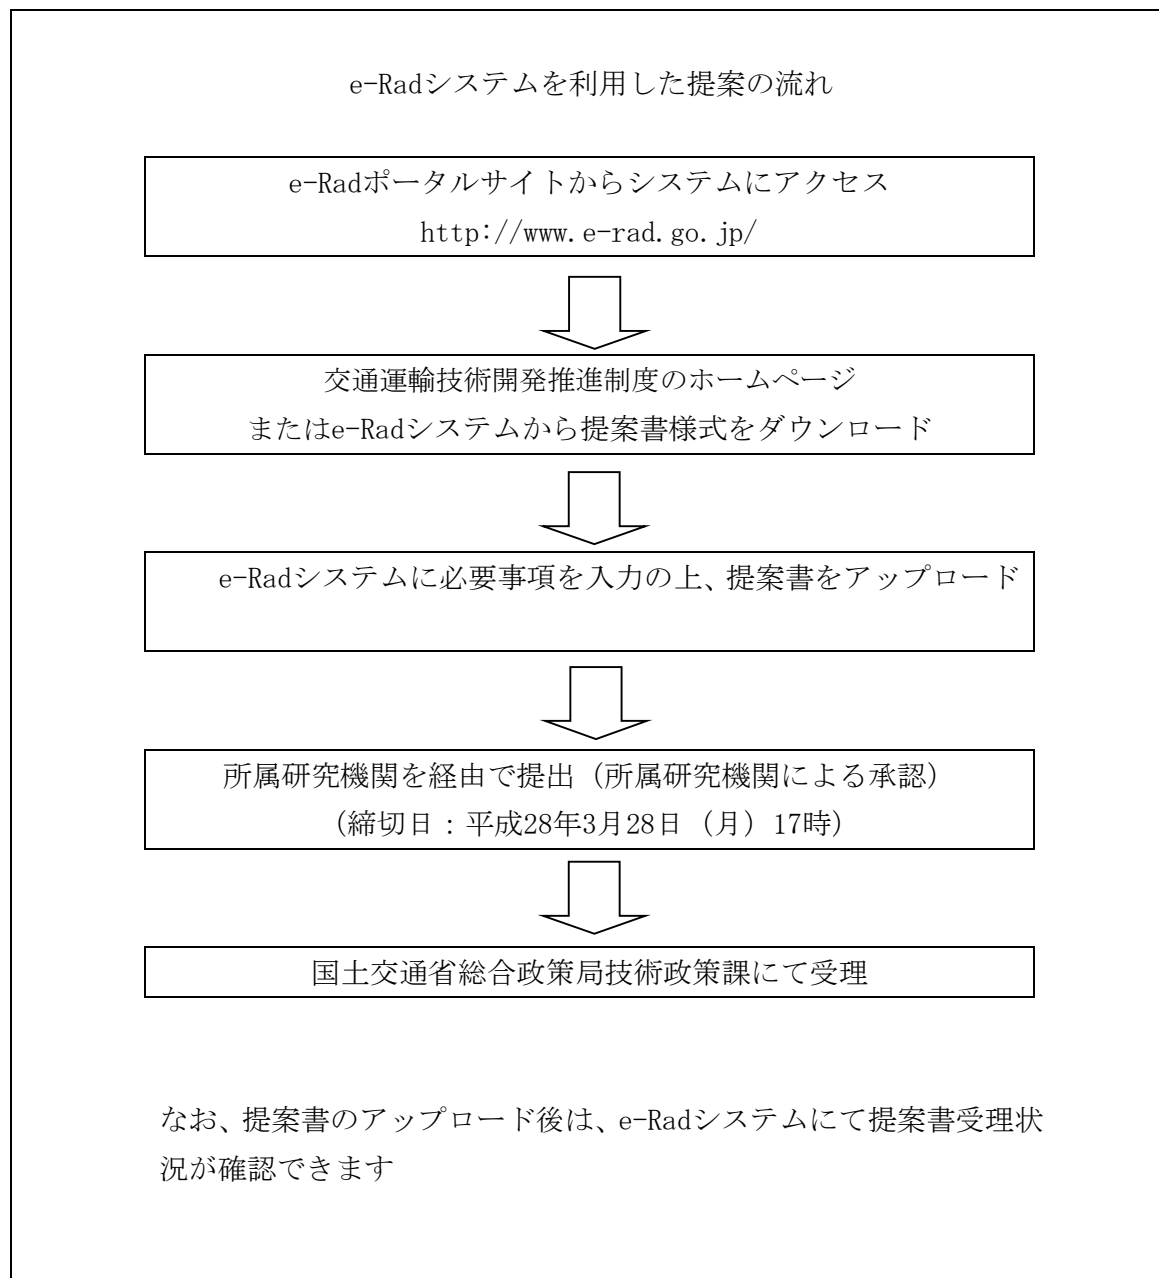 e-Radシステムを利用した提案の流れ
e-Radポータルサイトからシステムにアクセス
http://www.e-rad.go.jp/
交通運輸技術開発推進制度のホームページ
またはe-Radシステムから提案書様式をダウンロード
e-Radシステムに必要事項を入力の上、提案書をアップロード
所属研究機関を経由で提出（所属研究機関による承認）
（締切日：平成28年3月28日（月）17時）
国土交通省総合政策局技術政策課にて受理
なお、提案書のアップロード後は、e-Radシステムにて提案書受理状
況が確認できます